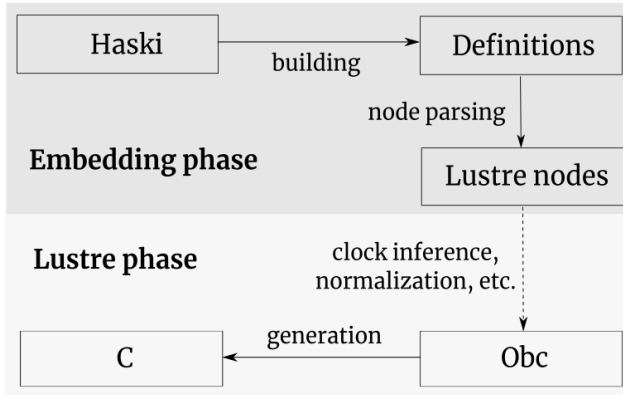 Haski
building
Definitions
node parsing
Embedding phase
Lustre nodes
Lustre phase
clock inference,
normalization, etc.
C
generation
Obc